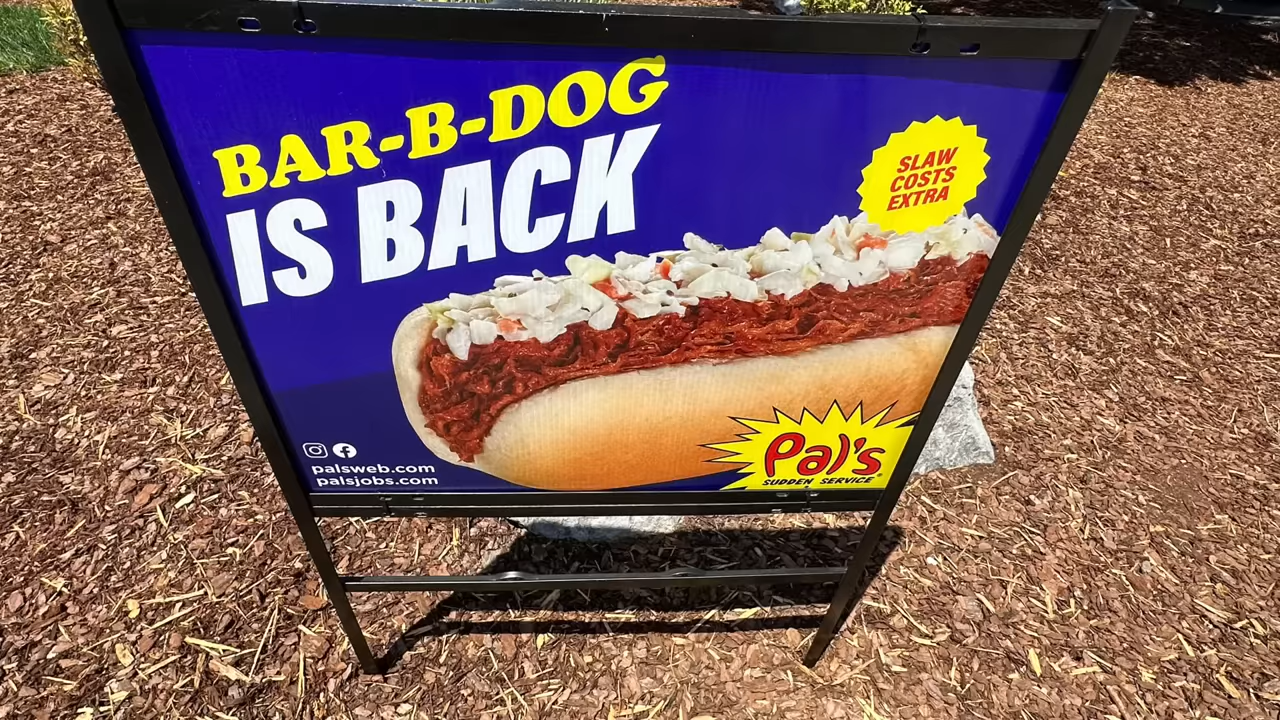 BAR-B-DOG
IS BACK
SLAW
COSTS
EXTRA
palsweb.com
palsjobs.com
Pal's
SUDDEN SERVICE